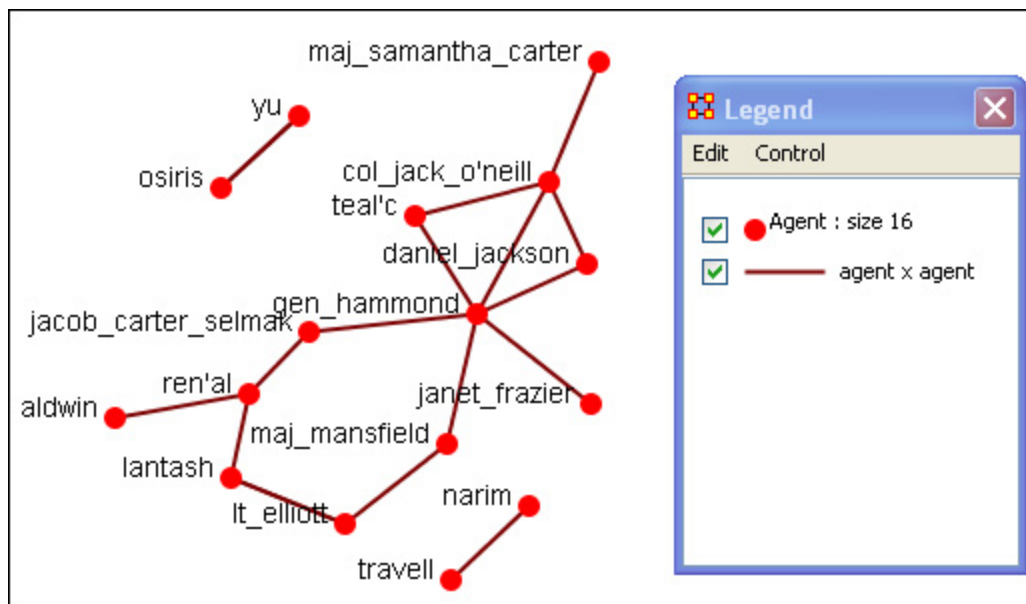 maj_samantha_carter
yu
osiris
col_jack_o'neill
teal'c
daniel_jackson
gen_hammond
jacob_carter_selmak
ren'al
aldwin
janet_frazier
maj_mansfield
lantash
lt_elliott
narim
travell
Legend
Edit Control
Agent : size 16
agent x agent